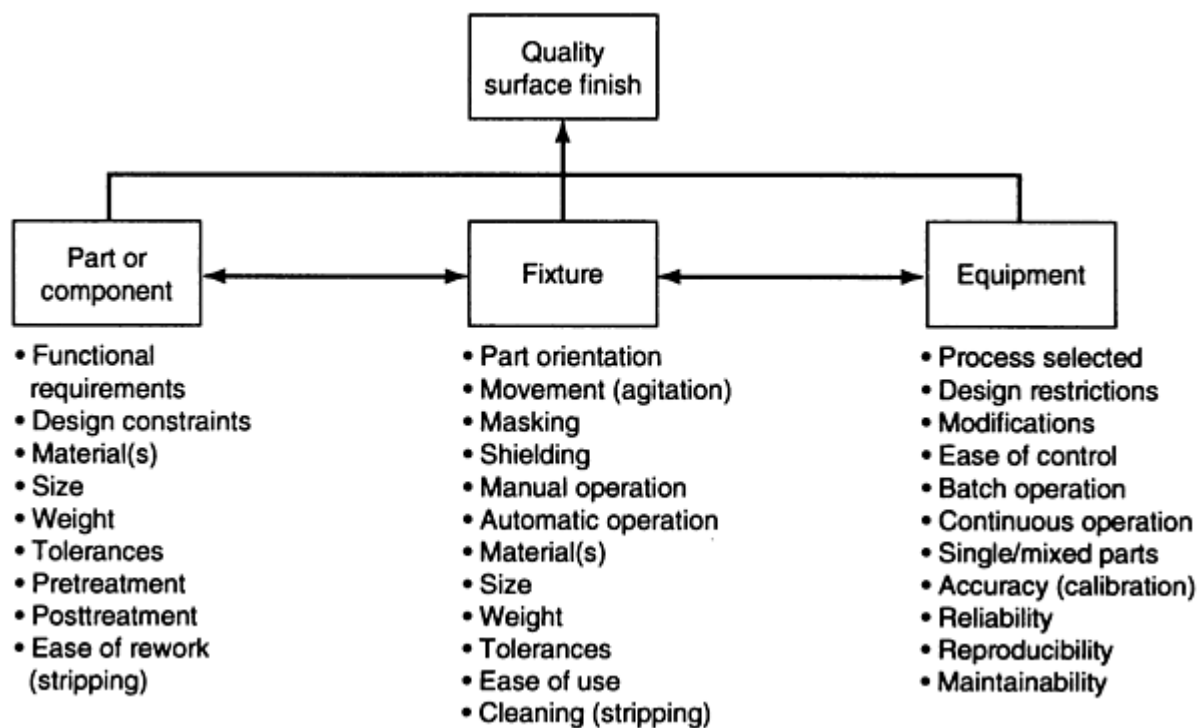 Quality
surface finish
Part or
component
Fixture
Equipment
• Functional
requirements
• Design constraints
• Material(s)
• Size
• Weight
• Tolerances
• Pretreatment
• Posttreatment
• Ease of rework
(stripping)
• Part orientation
• Movement (agitation)
• Masking
• Shielding
• Manual operation
• Automatic operation
• Material(s)
• Size
• Weight
• Tolerances
• Ease of use
• Cleaning (stripping)
• Process selected
• Design restrictions
• Modifications
• Ease of control
• Batch operation
• Continuous operation
• Single/mixed parts
• Accuracy (calibration)
• Reliability
• Reproducibility
• Maintainability